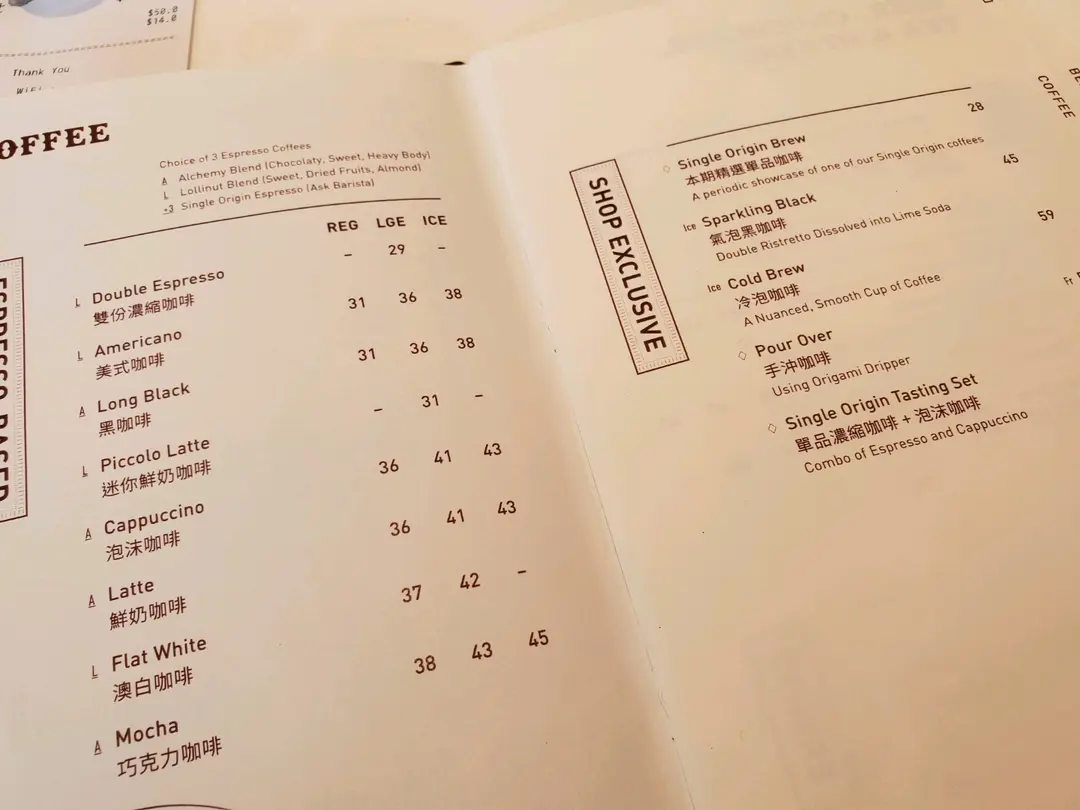 $50.0
$14.0
Thank You
WiFi
COFFEE
Choice of 3 Espresso Coffees
A Alchemy Blend (Chocolaty, Sweet, Heavy Body)
L Lollinut Blend (Sweet, Dried Fruits, Almond)
+3 Single Origin Espresso (Ask Barista)
REG LGE ICE
ESPRESSO BASED
– 29 –
L Double Espresso
雙份濃縮咖啡
31 36 38
L Americano
美式咖啡
31 36 38
A Long Black
黑咖啡
– 31 –
L Piccolo Latte
迷你鮮奶咖啡
36 41 43
A Cappuccino
泡沫咖啡
36 41 43
A Latte
鮮奶咖啡
37 42 –
L Flat White
澳白咖啡
38 43 45
A Mocha
巧克力咖啡
SHOP EXCLUSIVE
28
◇ Single Origin Brew
本期精選單品咖啡
A periodic showcase of one of our Single Origin coffees
45
Ice Sparkling Black
氣泡黑咖啡
Double Ristretto Dissolved into Lime Soda
59
Ice Cold Brew
冷泡咖啡
A Nuanced, Smooth Cup of Coffee
Fr
◇ Pour Over
手沖咖啡
Using Origami Dripper
◇ Single Origin Tasting Set
單品濃縮咖啡 + 泡沫咖啡
Combo of Espresso and Cappuccino
COFFEE